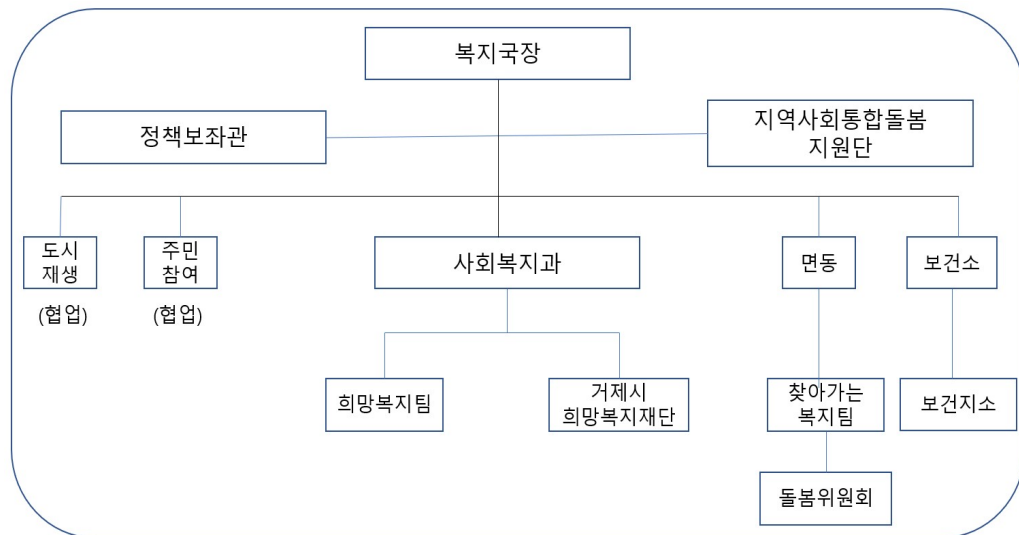 복지국장
정책보좌관
지역사회통합돌봄
지원단
도시
재생
(협업)
주민
참여
(협업)
사회복지과
면동
보건소
희망복지팀
거제시
희망복지재단
찾아가는
복지팀
보건지소
돌봄위원회